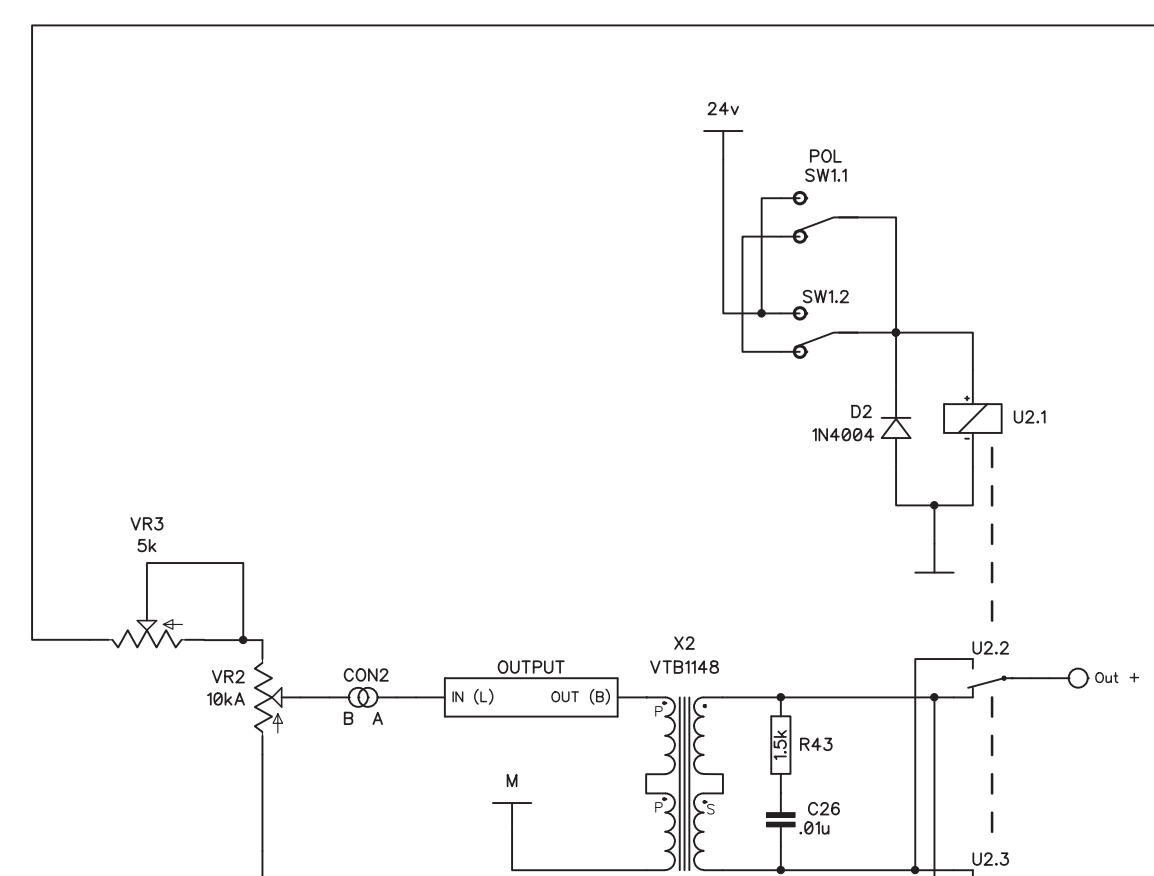 24v
POL
SW1.1
SW1.2
D2
1N4004
+
-
U2.1
VR3
5k
VR2
10kA
CON2
B A
OUTPUT
IN (L) OUT (B)
X2
VTB1148
P
P
S
M
1.5k
R43
C26
.01u
U2.2
Out +
U2.3